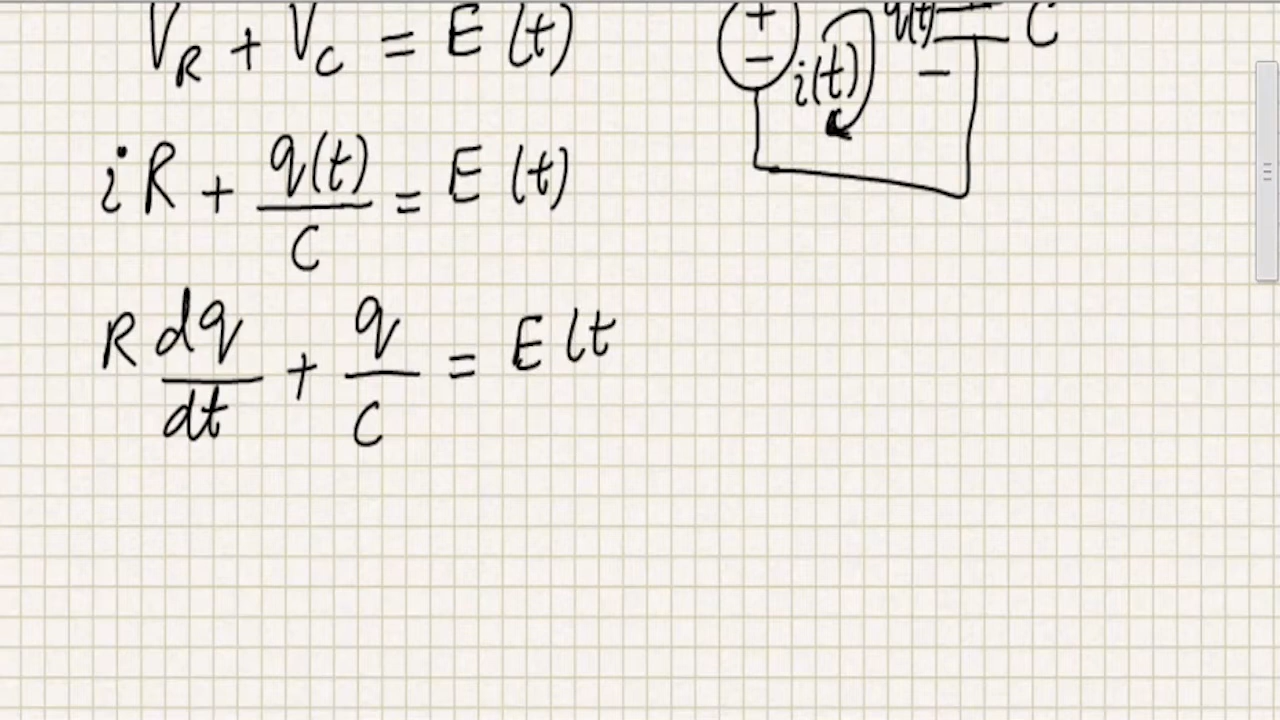 V_R + V_C = E(t)
iR + q(t)/C = E(t)
R dq/dt + q/C = E(t
+
−
i(t)
q(t)
C
−